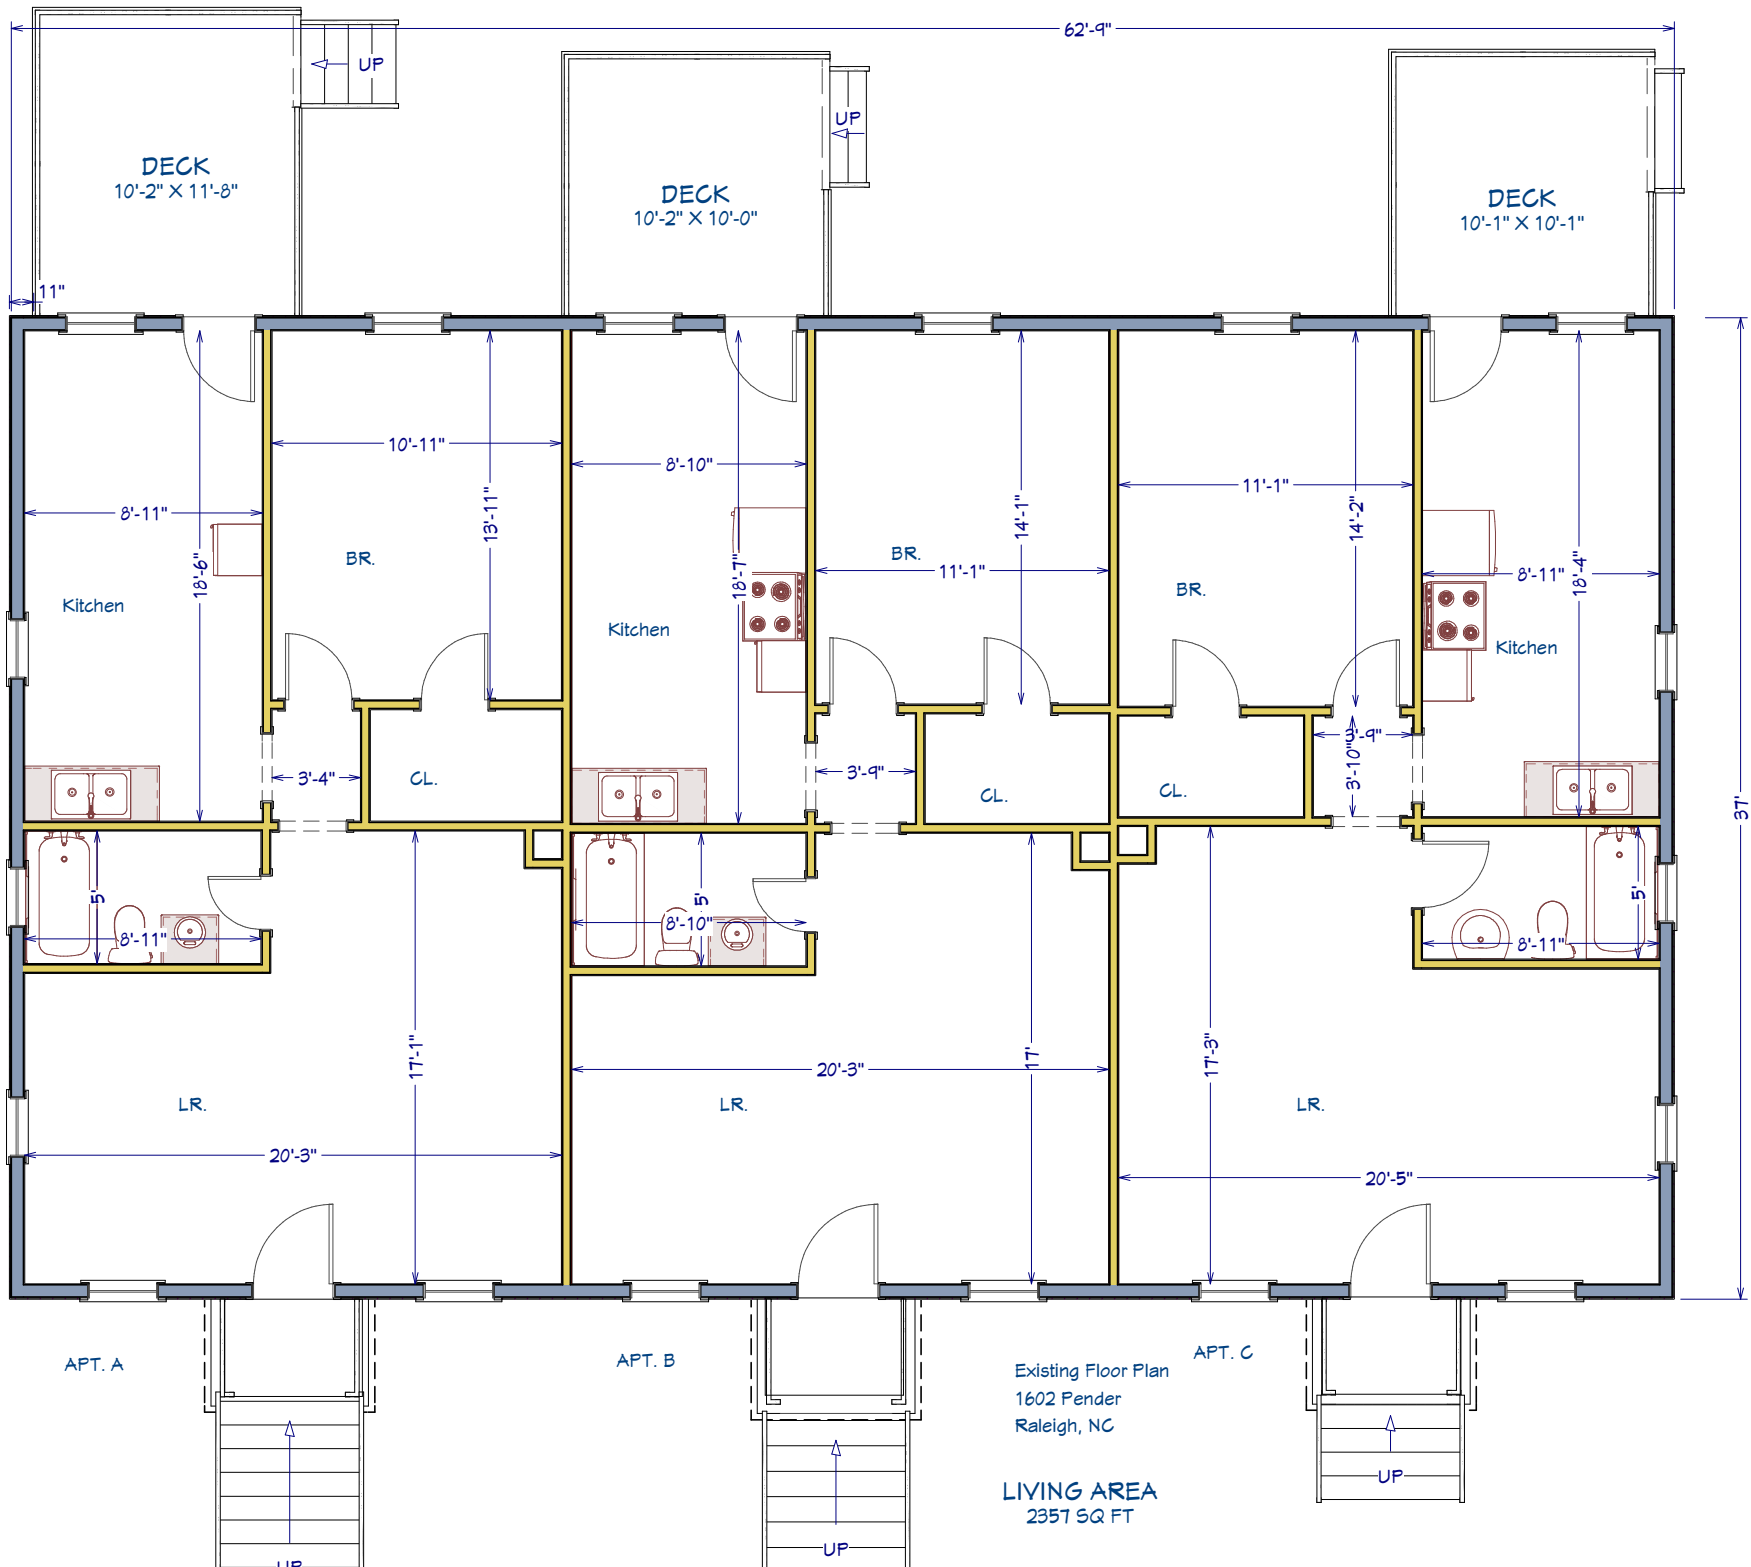 62'-9"
UP
UP
DECK
10'-2" X 11'-8"
DECK
10'-2" X 10'-0"
DECK
10'-1" X 10'-1"
11"
10'-11"
8'-10"
8'-11"
11'-1"
13'-11"
14'-1"
14'-2"
BR.
BR.
11'-1"
8'-11"
18'-6"
18'-7"
18'-4"
BR.
Kitchen
Kitchen
Kitchen
3'-9"
3'-10"
3'-4"
CL.
3'-9"
CL.
CL.
37'
5'
5'
5'
8'-11"
8'-10"
8'-11"
17'-1"
17'
17'-3"
20'-3"
LR.
LR.
LR.
20'-3"
20'-5"
APT. A
APT. B
APT. C
Existing Floor Plan
1602 Pender
Raleigh, NC
UP
LIVING AREA
2357 SQ FT
UP
UP